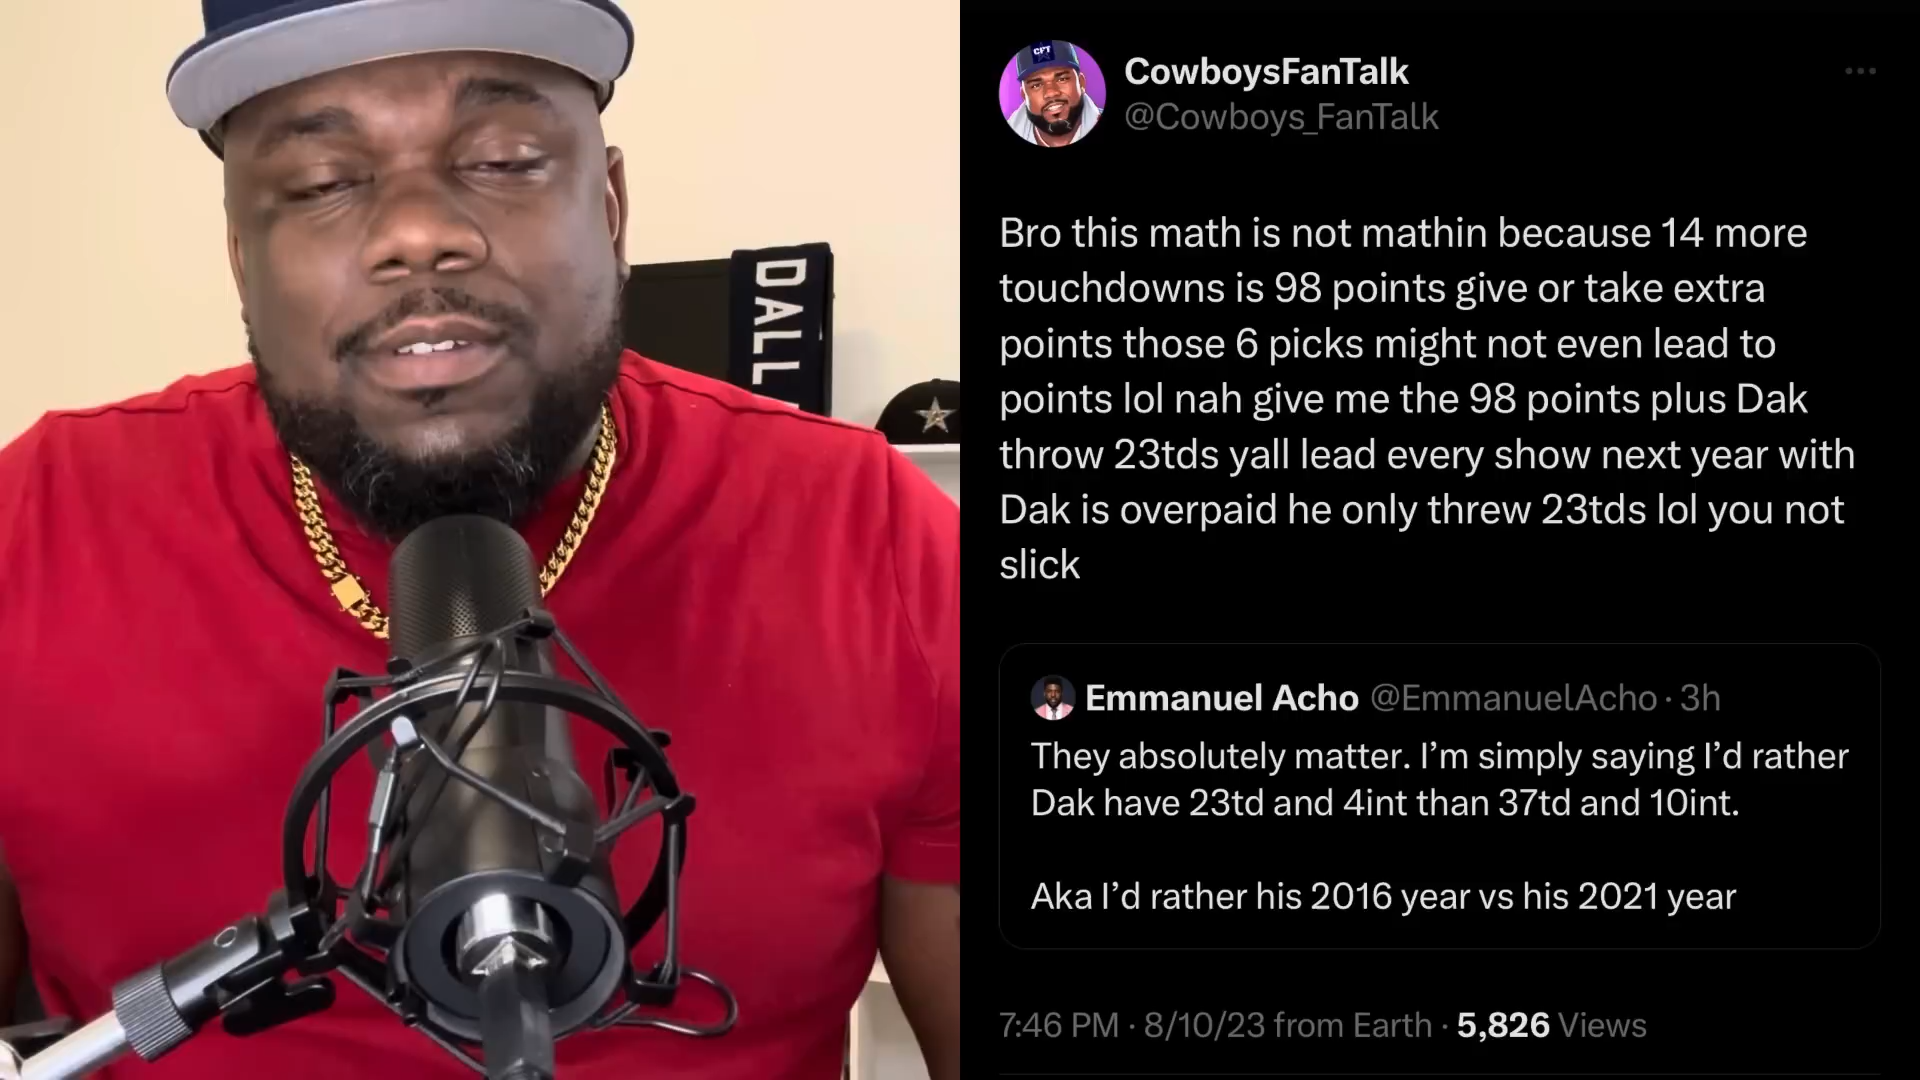 DALL
CFT
CowboysFanTalk
@Cowboys_FanTalk
Bro this math is not mathin because 14 more
touchdowns is 98 points give or take extra
points those 6 picks might not even lead to
points lol nah give me the 98 points plus Dak
throw 23tds yall lead every show next year with
Dak is overpaid he only threw 23tds lol you not
slick
Emmanuel Acho @EmmanuelAcho · 3h
They absolutely matter. I’m simply saying I’d rather
Dak have 23td and 4int than 37td and 10int.
Aka I’d rather his 2016 year vs his 2021 year
7:46 PM · 8/10/23 from Earth · 5,826 Views